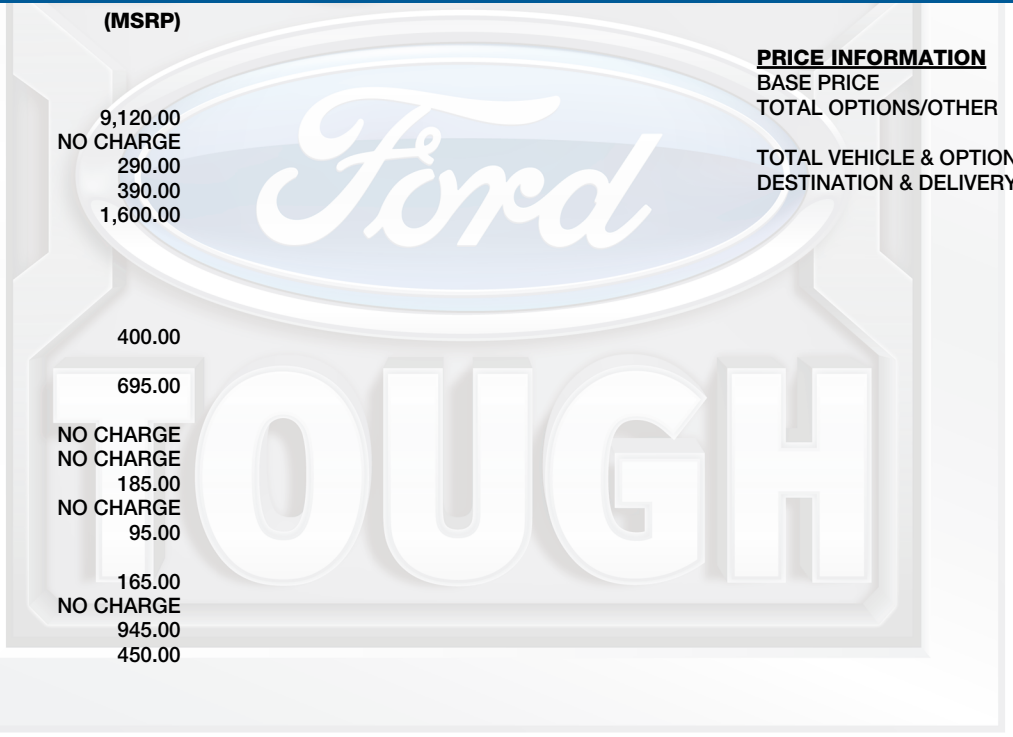 (MSRP)
9,120.00
NO CHARGE
290.00
390.00
1,600.00
400.00
695.00
NO CHARGE
NO CHARGE
185.00
NO CHARGE
95.00
165.00
NO CHARGE
945.00
450.00
PRICE INFORMATION
BASE PRICE
TOTAL OPTIONS/OTHER
TOTAL VEHICLE & OPTION
DESTINATION & DELIVERY
Ford
TOUGH